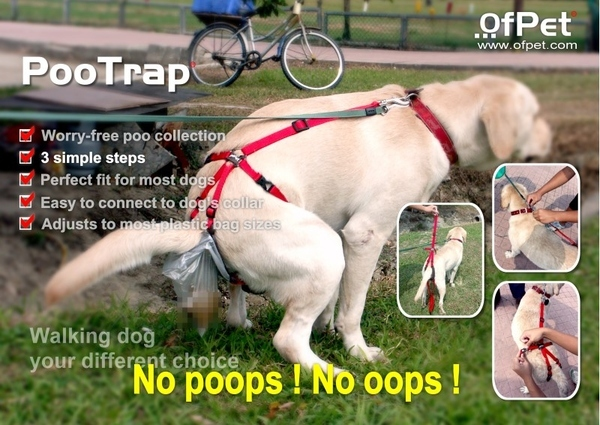 OfPet
www.ofpet.com
PooTrap
Worry-free poo collection
3 simple steps
Perfect fit for most dogs
Easy to connect to dog's collar
Adjusts to most plastic bag sizes
Walking dog
your different choice
No poops ! No oops !